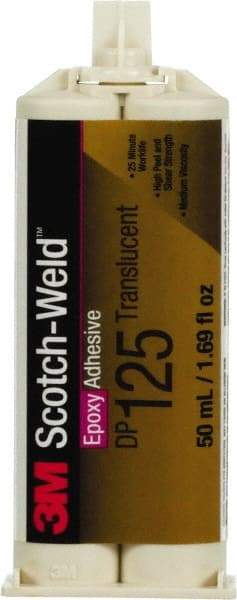 3M Scotch-Weld™
Epoxy Adhesive
DP125 Translucent
• 25 Minute
Worklife
• High Peel and
Shear Strength
• Medium Viscosity
50 mL / 1.69 fl oz